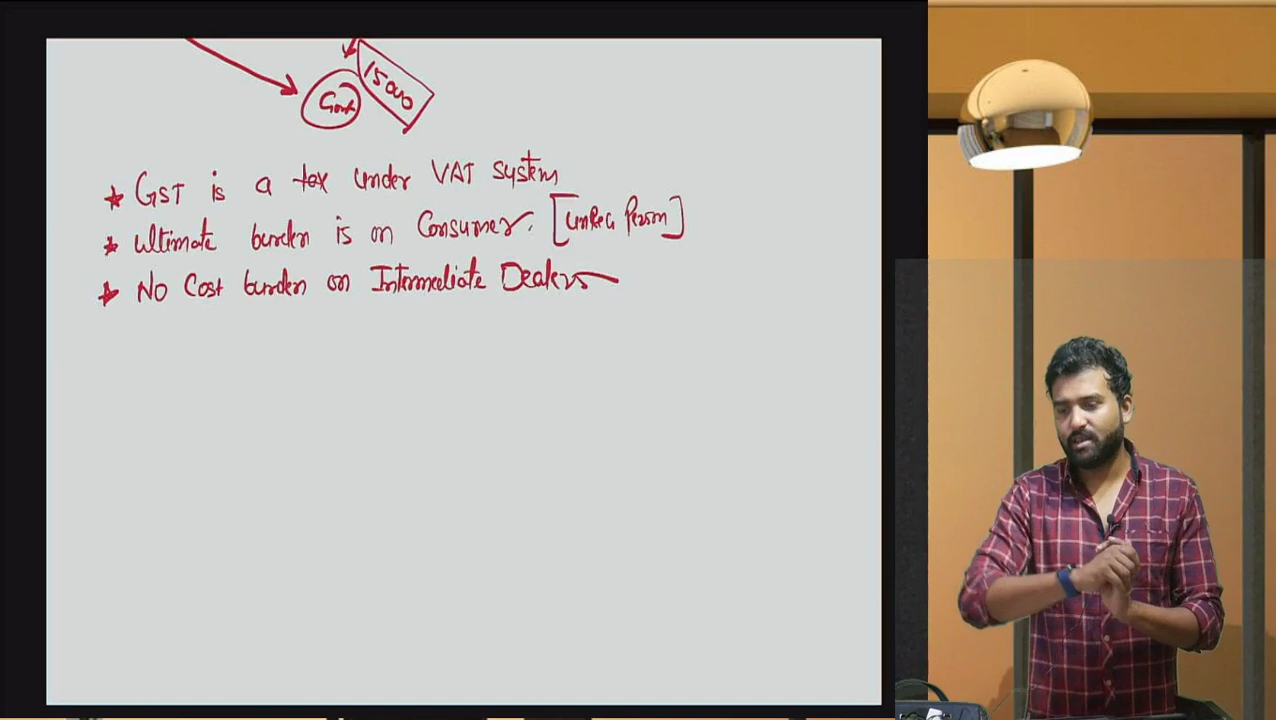 15000
Govt
★ GST is a tax under VAT system
★ Ultimate burden is on Consumer. [UnReg Person]
★ No Cost burden on Intermediate Dealers